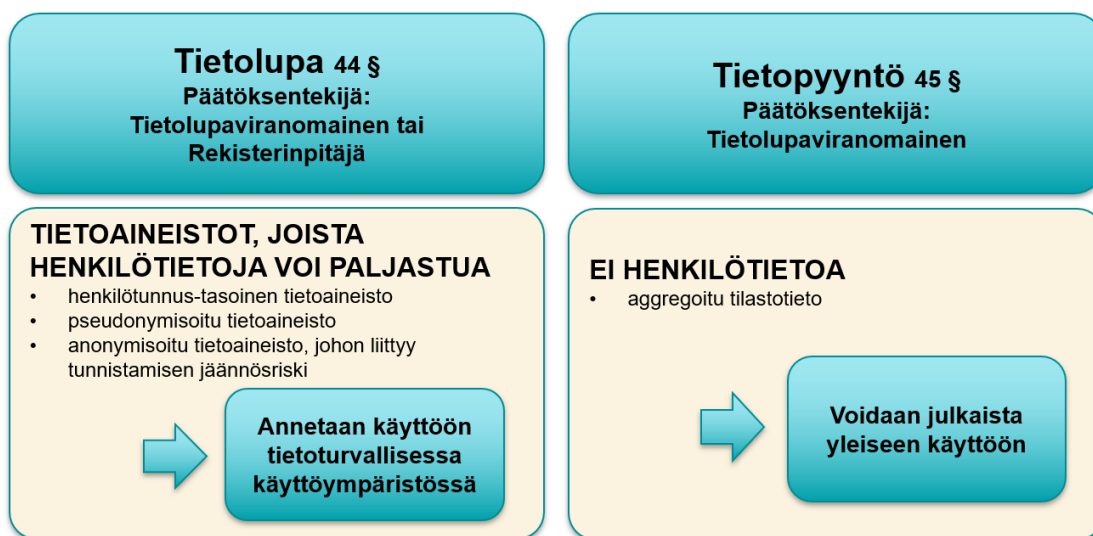 Tietolupa 44 §
Päätöksentekijä:
Tietolupaviranomainen tai
Rekisterinpitäjä
TIETOAINEISTOT, JOISTA
HENKILÖTIETOJA VOI PALJASTUA
• henkilötunnus-tasoinen tietoaineisto
• pseudonymisoitu tietoaineisto
• anonymisoitu tietoaineisto, johon liittyy
tunnistamisen jäännösriski
Annetaan käyttöön
tietoturvallisessa
käyttöympäristössä
Tietopyyntö 45 §
Päätöksentekijä:
Tietolupaviranomainen
EI HENKILÖTIETOA
• aggregoitu tilastotieto
Voidaan julkaista
yleiseen käyttöön